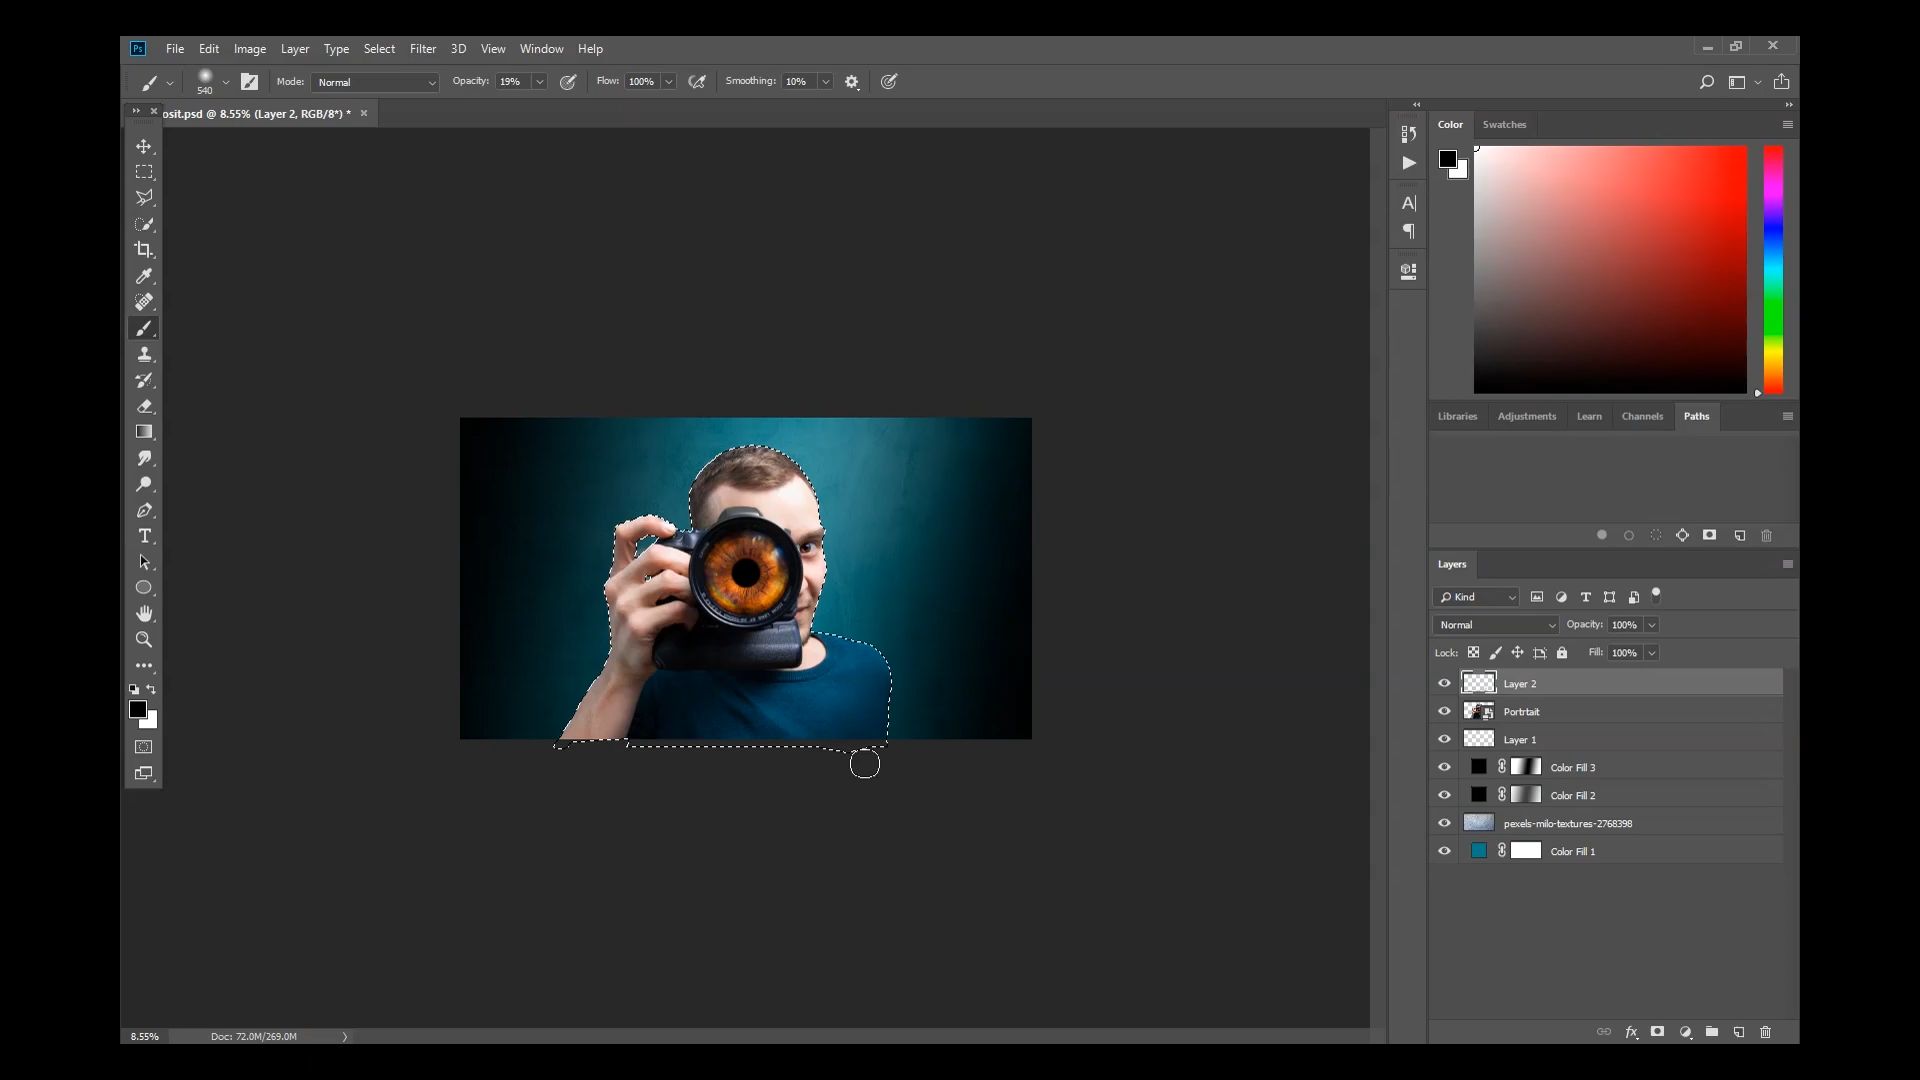 Ps File Edit Image Layer Type Select Filter 3D View Window Help
540 Mode: Normal Opacity: 19% Flow: 100% Smoothing: 10%
osit.psd @ 8.55% (Layer 2, RGB/8*) *
Color Swatches
Libraries Adjustments Learn Channels Paths
Layers
Kind
Normal Opacity: 100%
Lock: Fill: 100%
Layer 2
Portrtait
Layer 1
Color Fill 3
Color Fill 2
pexels-milo-textures-2768398
Color Fill 1
8.55% Doc: 72.0M/269.0M